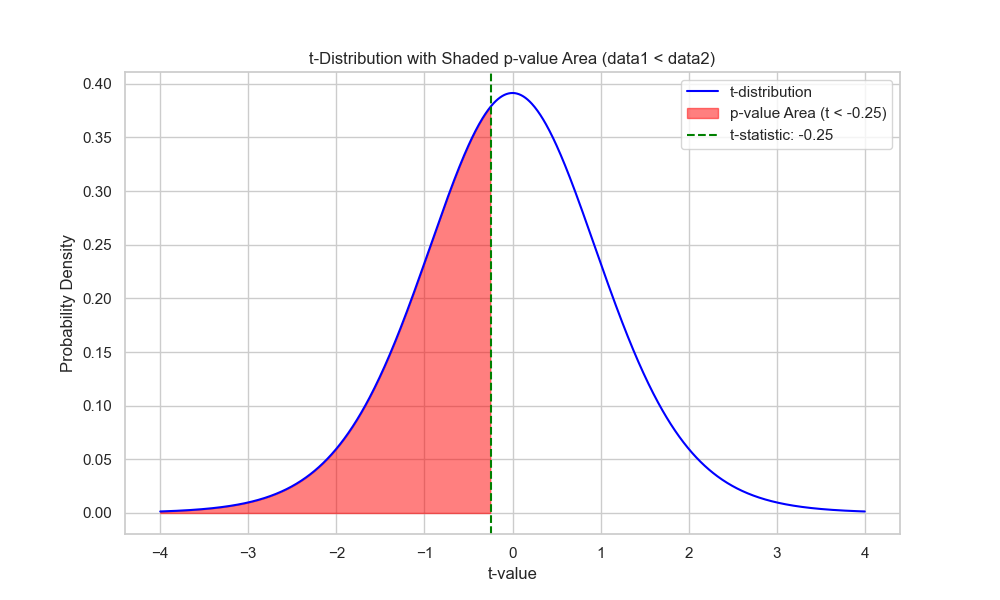 t-Distribution with Shaded p-value Area (data1 < data2)
t-distribution
p-value Area (t < -0.25)
t-statistic: -0.25
Probability Density
0.40
0.35
0.30
0.25
0.20
0.15
0.10
0.05
0.00
−4 −3 −2 −1 0 1 2 3 4
t-value